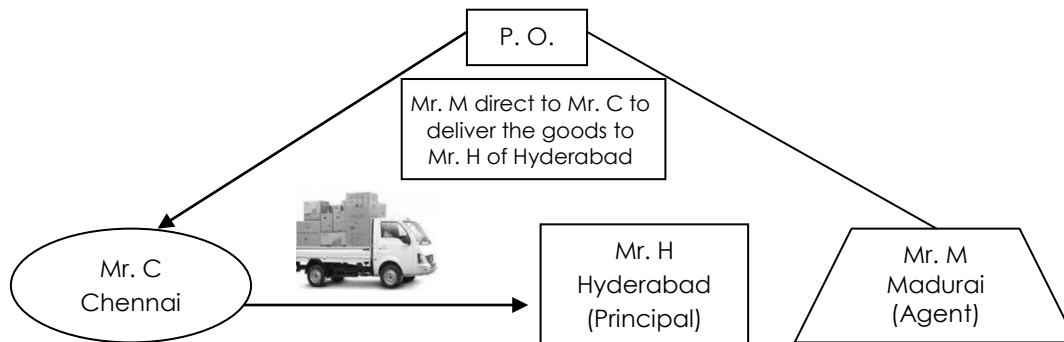 P. O.
Mr. M direct to Mr. C to
deliver the goods to
Mr. H of Hyderabad
Mr. C
Chennai
Mr. H
Hyderabad
(Principal)
Mr. M
Madurai
(Agent)